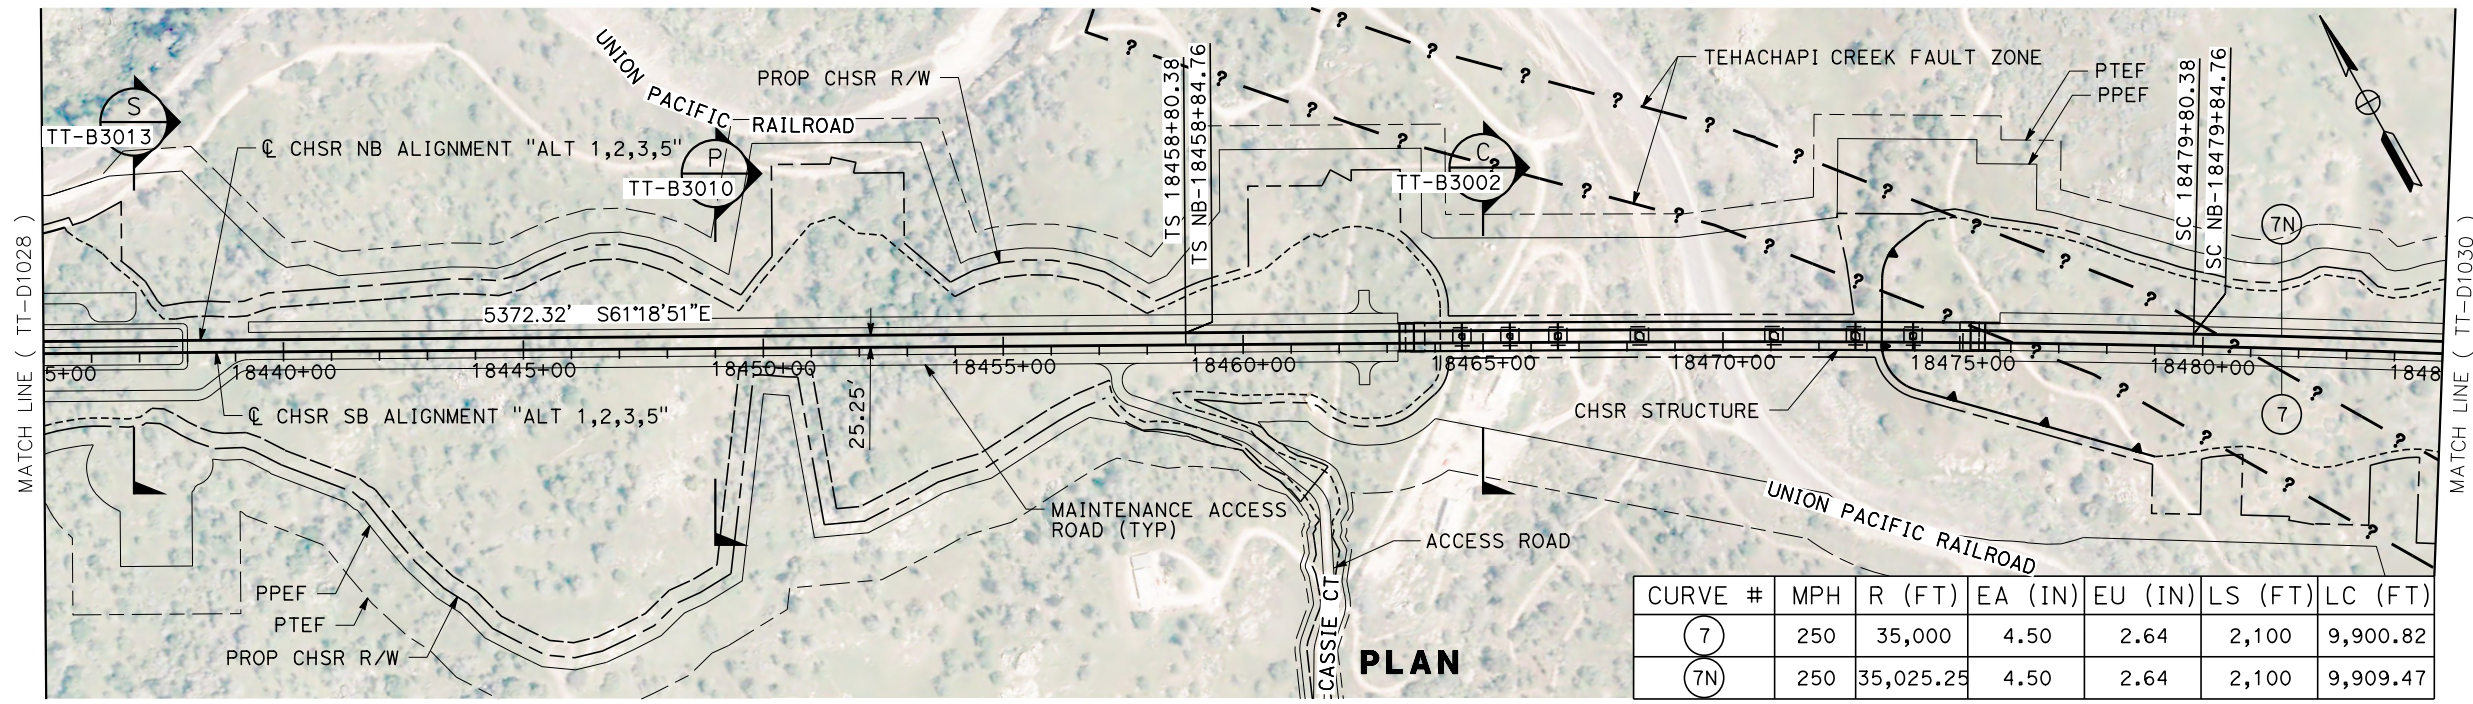 UNION PACIFIC RAILROAD
PROP CHSR R/W
TS 18458+80.38
TS NB-18458+84.76
TEHACHAPI CREEK FAULT ZONE
PTEF
PPEF
SC 18479+80.38
SC NB-18479+84.76
S
TT-B3013
℄ CHSR NB ALIGNMENT "ALT 1,2,3,5"
P
TT-B3010
C
TT-B3002
7N
MATCH LINE ( TT-D1028 )
MATCH LINE ( TT-D1030 )
5372.32' S61°18'51"E
5+00
18440+00
18445+00
18450+00
18455+00
18460+00
18465+00
18470+00
18475+00
18480+00
1848
℄ CHSR SB ALIGNMENT "ALT 1,2,3,5"
25.25'
CHSR STRUCTURE
7
MAINTENANCE ACCESS
ROAD (TYP)
ACCESS ROAD
UNION PACIFIC RAILROAD
PPEF
PTEF
PROP CHSR R/W
CASSIE CT
PLAN
CURVE # MPH R (FT) EA (IN) EU (IN) LS (FT) LC (FT)
7 250 35,000 4.50 2.64 2,100 9,900.82
7N 250 35,025.25 4.50 2.64 2,100 9,909.47